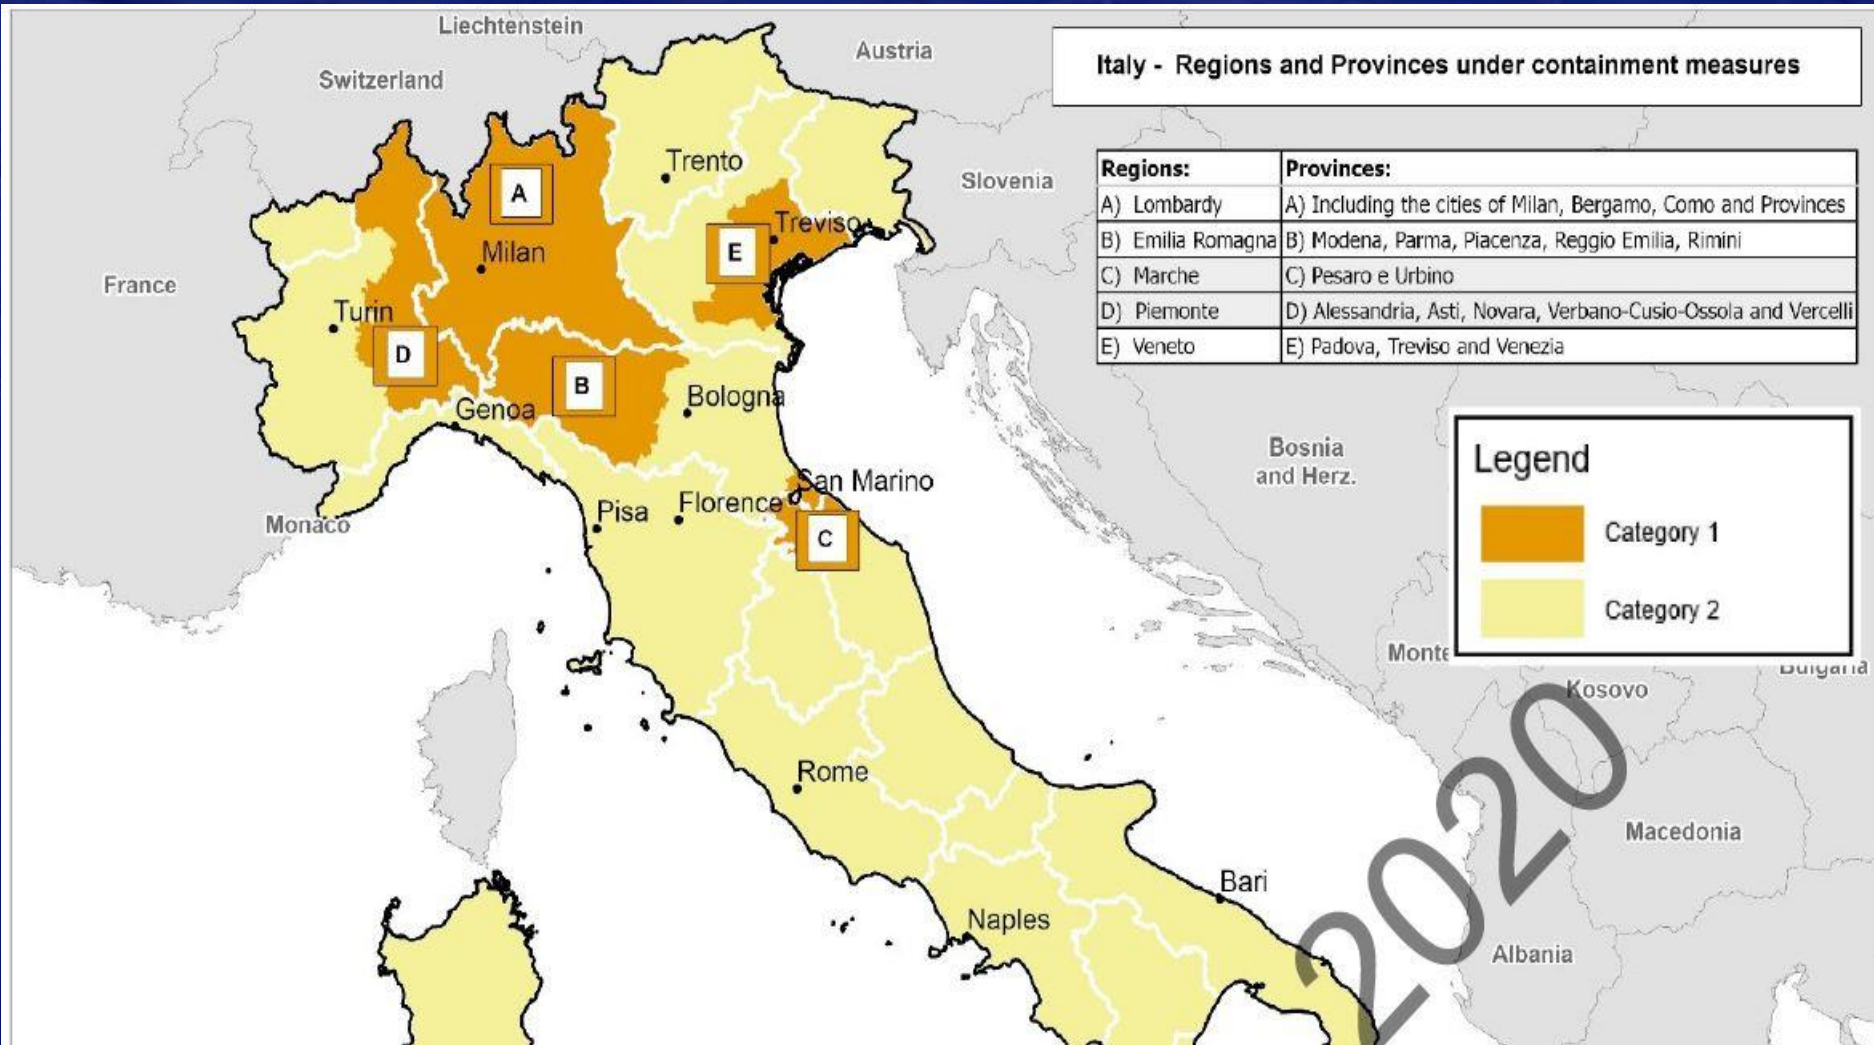 Liechtenstein
Austria
Switzerland
Italy - Regions and Provinces under containment measures
Trento
Slovenia
Regions: Provinces:
A) Lombardy A) Including the cities of Milan, Bergamo, Como and Provinces
B) Emilia Romagna B) Modena, Parma, Piacenza, Reggio Emilia, Rimini
C) Marche C) Pesaro e Urbino
D) Piemonte D) Alessandria, Asti, Novara, Verbano-Cusio-Ossola and Vercelli
E) Veneto E) Padova, Treviso and Venezia
A
Treviso
E
Milan
France
Turin
D
B
Bologna
Genoa
Bosnia
and Herz.
Legend
Category 1
Category 2
San Marino
Florence
Pisa
Monaco
C
Monte
Bulgaria
Kosovo
Rome
Macedonia
Bari
Naples
Albania
2020